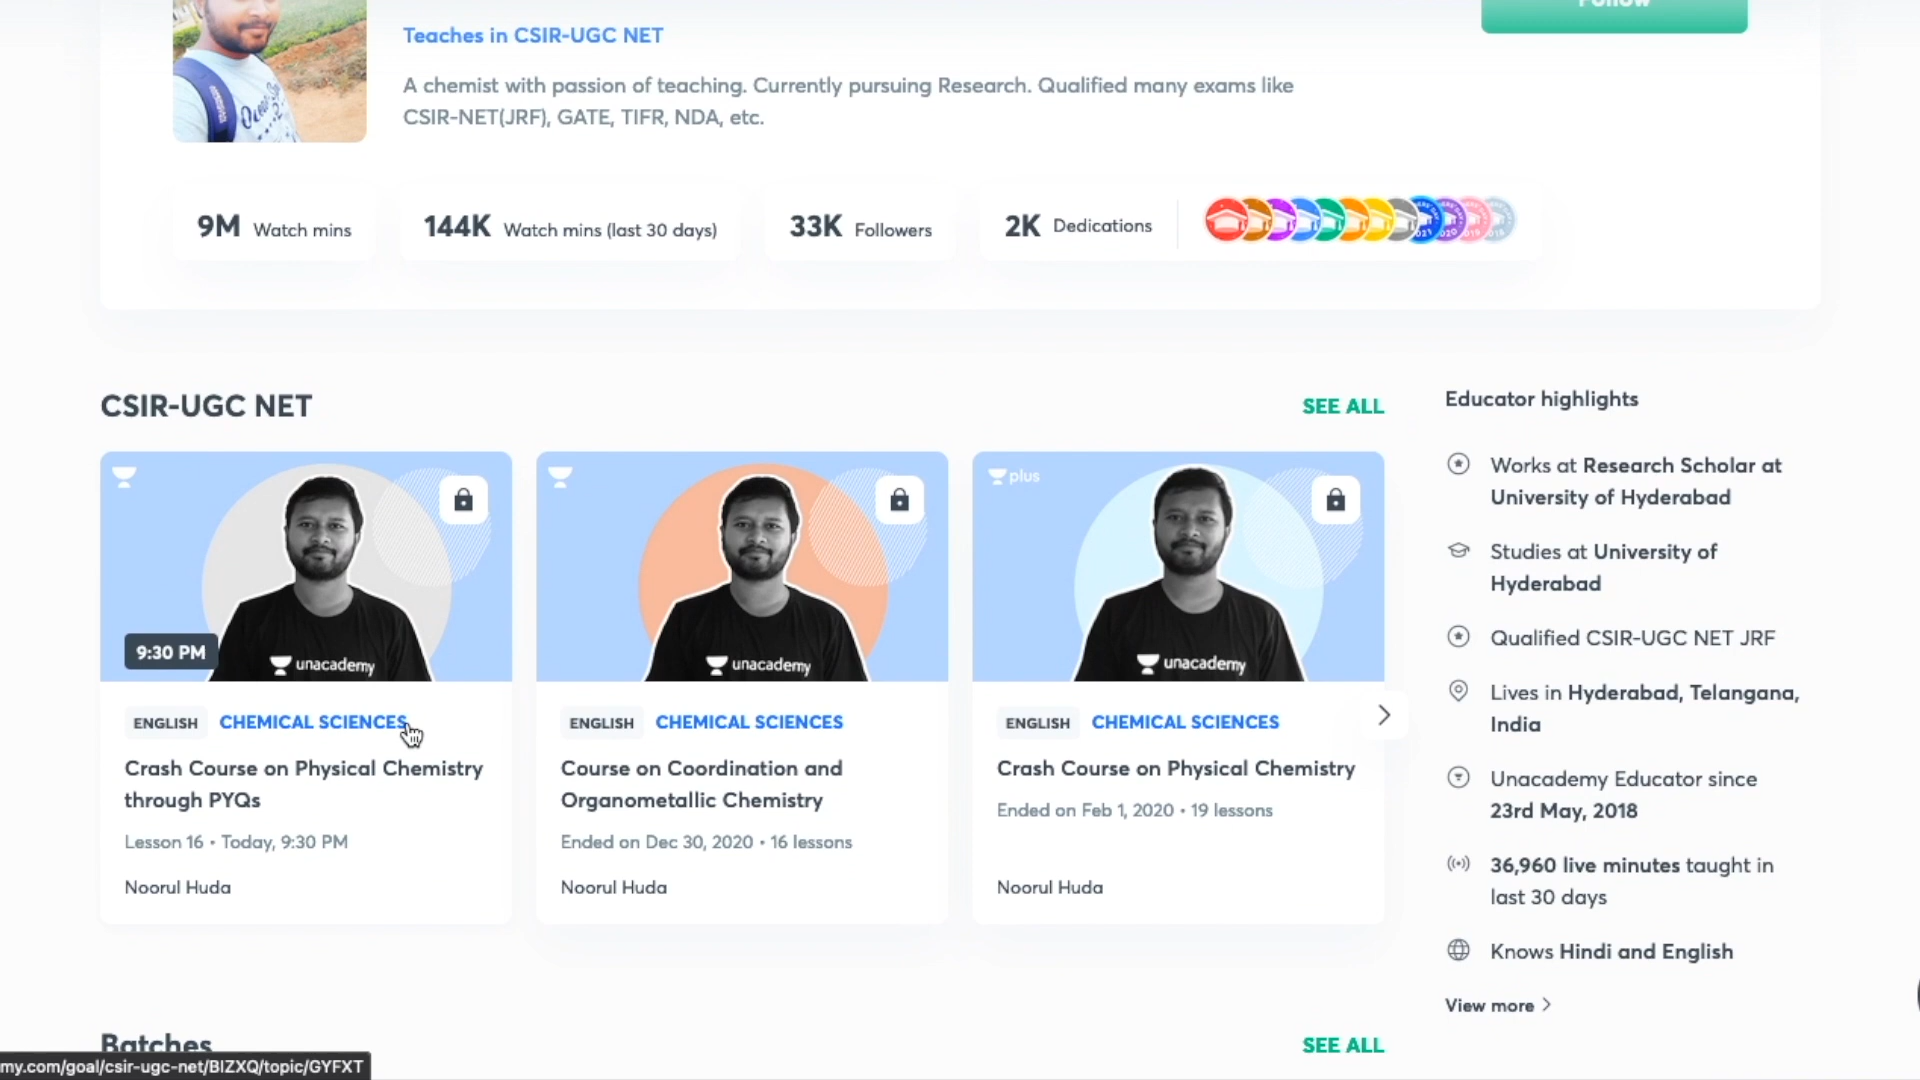 Follow
Teaches in CSIR-UGC NET
A chemist with passion of teaching. Currently pursuing Research. Qualified many exams like
CSIR-NET(JRF), GATE, TIFR, NDA, etc.
9M Watch mins
144K Watch mins (last 30 days)
33K Followers
2K Dedications
CSIR-UGC NET
SEE ALL
9:30 PM
unacademy
ENGLISH CHEMICAL SCIENCES
Crash Course on Physical Chemistry
through PYQs
Lesson 16 • Today, 9:30 PM
Noorul Huda
unacademy
ENGLISH CHEMICAL SCIENCES
Course on Coordination and
Organometallic Chemistry
Ended on Dec 30, 2020 • 16 lessons
Noorul Huda
plus
unacademy
ENGLISH CHEMICAL SCIENCES
Crash Course on Physical Chemistry
Ended on Feb 1, 2020 • 19 lessons
Noorul Huda
Educator highlights
Works at Research Scholar at
University of Hyderabad
Studies at University of
Hyderabad
Qualified CSIR-UGC NET JRF
Lives in Hyderabad, Telangana,
India
Unacademy Educator since
23rd May, 2018
36,960 live minutes taught in
last 30 days
Knows Hindi and English
View more
Batches
SEE ALL
my.com/goal/csir-ugc-net/BIZXQ/topic/GYFXT